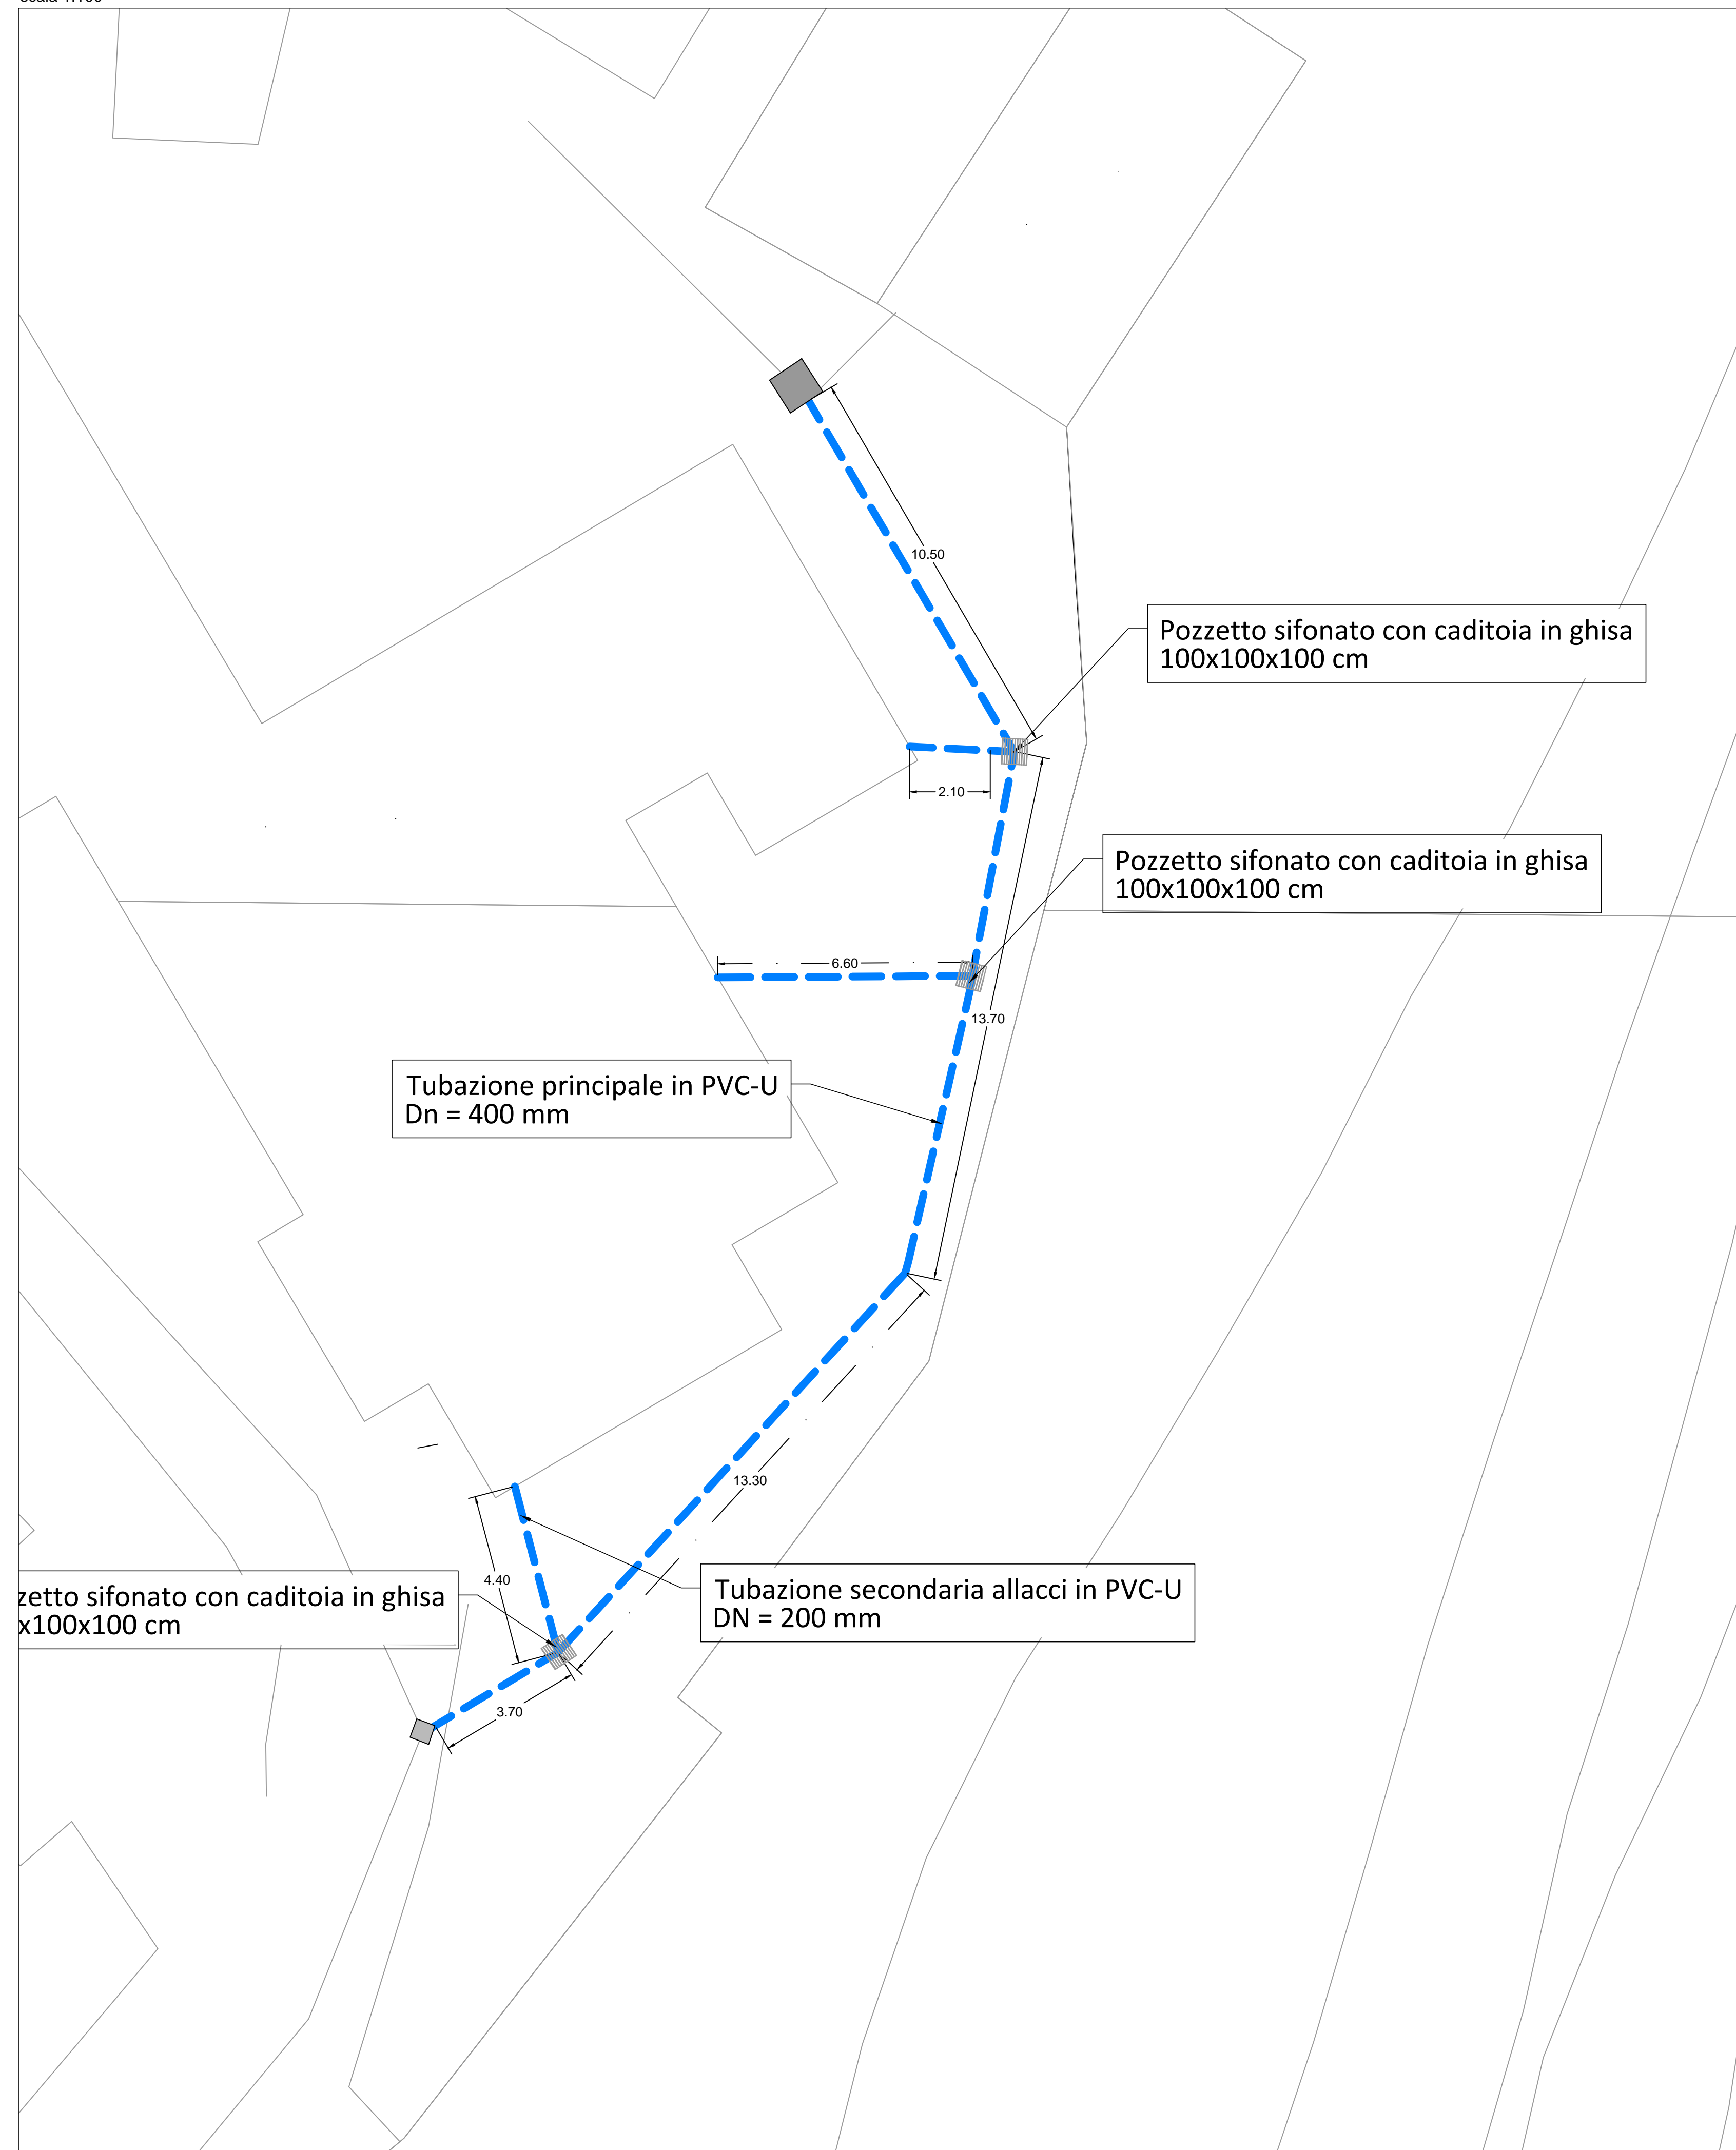 10.50
Pozzetto sifonato con caditoia in ghisa
100x100x100 cm
2.10
Pozzetto sifonato con caditoia in ghisa
100x100x100 cm
6.60
13.70
Tubazione principale in PVC-U
Dn = 400 mm
13.30
4.40
zetto sifonato con caditoia in ghisa
x100x100 cm
Tubazione secondaria allacci in PVC-U
DN = 200 mm
3.70